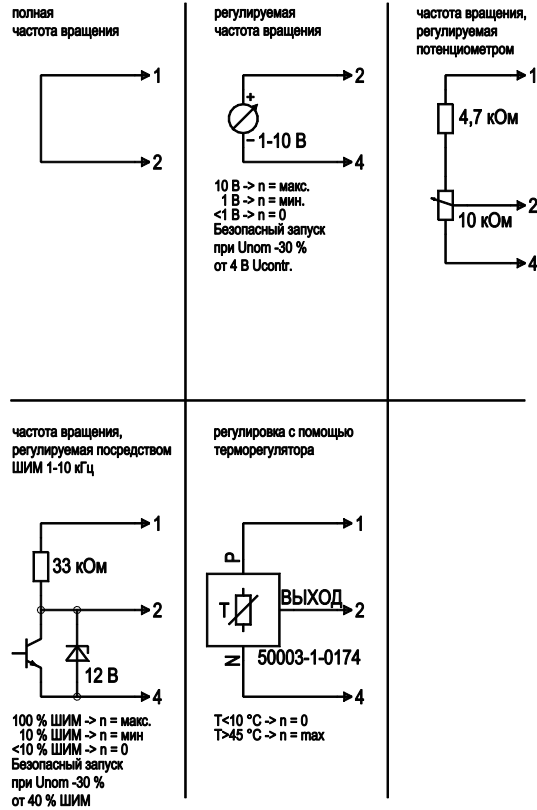 полная
частота вращения
1
2
регулируемая
частота вращения
2
+
−
1-10 В
4
10 В -> n = макс.
1 В -> n = мин.
<1 В -> n = 0
Безопасный запуск
при Unom -30 %
от 4 В Ucontr.
частота вращения,
регулируемая
потенциометром
1
4,7 кОм
2
10 кОм
4
частота вращения,
регулируемая посредством
ШИМ 1-10 кГц
1
33 кОм
2
12 В
4
100 % ШИМ -> n = макс.
10 % ШИМ -> n = мин
<10 % ШИМ -> n = 0
Безопасный запуск
при Unom -30 %
от 40 % ШИМ
регулировка с помощью
терморегулятора
1
P
T
ВЫХОД
2
N
50003-1-0174
4
T<10 °C -> n = 0
T>45 °C -> n = max